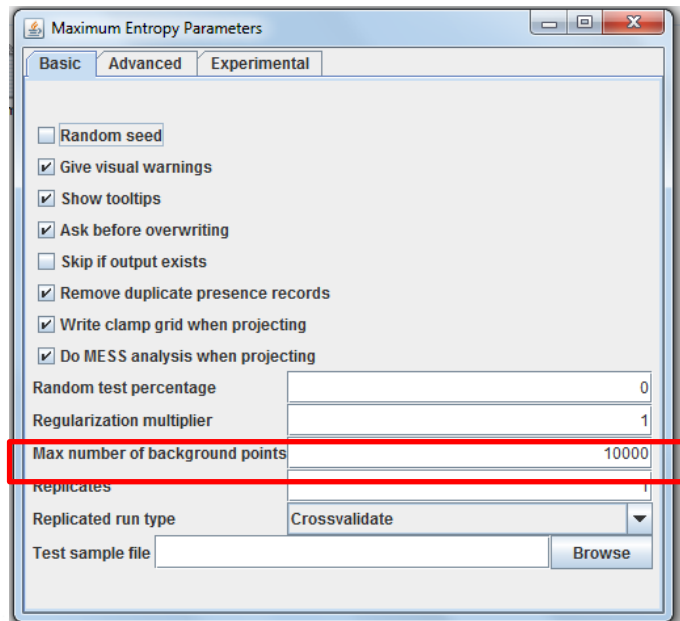 Maximum Entropy Parameters
Basic Advanced Experimental
Random seed
Give visual warnings
Show tooltips
Ask before overwriting
Skip if output exists
Remove duplicate presence records
Write clamp grid when projecting
Do MESS analysis when projecting
Random test percentage 0
Regularization multiplier 1
Max number of background points 10000
Replicates 1
Replicated run type Crossvalidate
Test sample file Browse